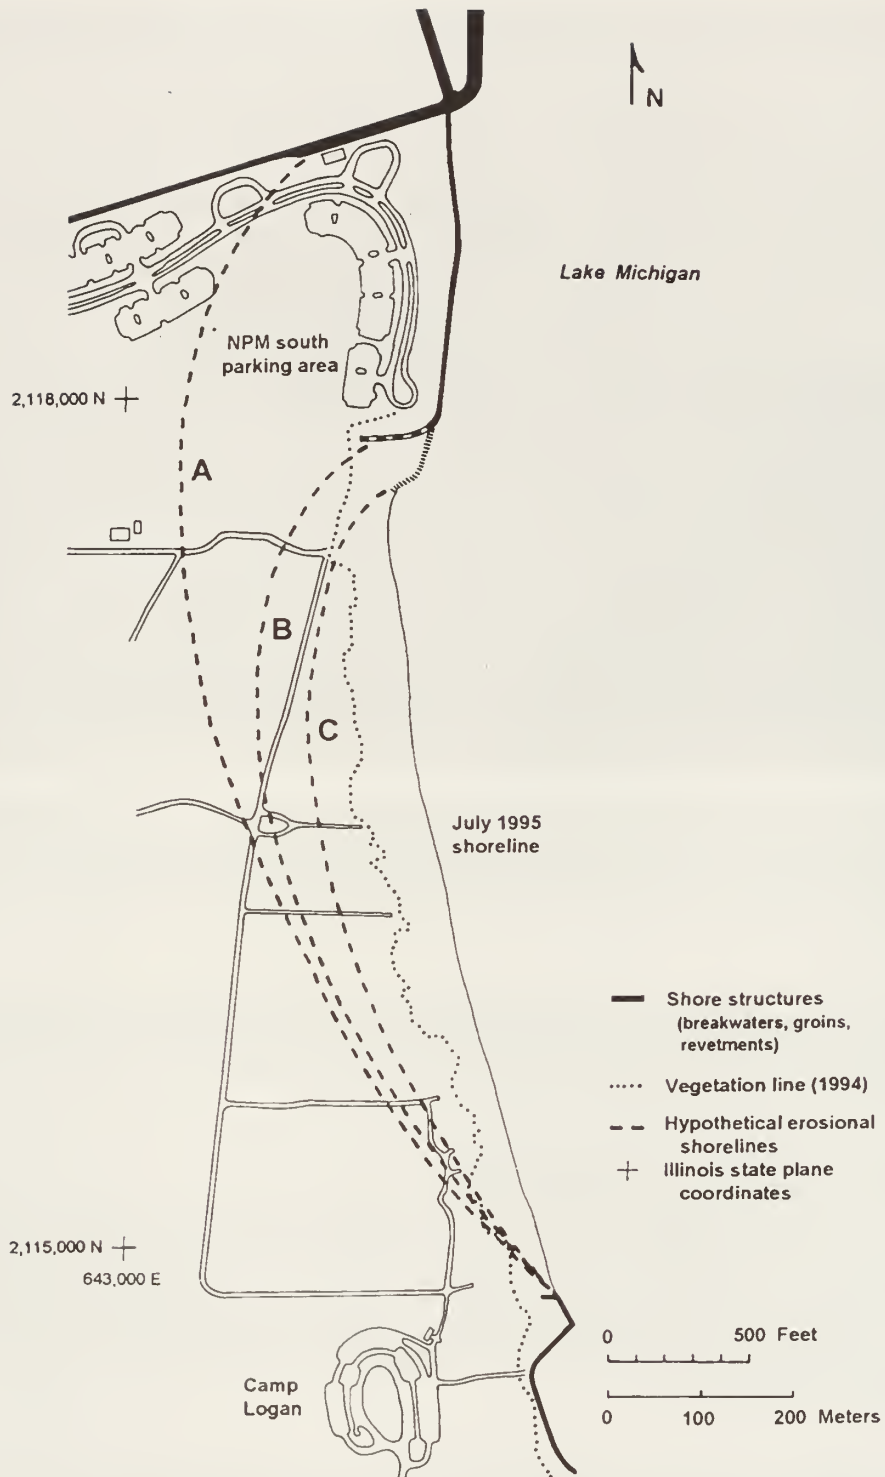 N
Lake Michigan
NPM south
parking area
2,118,000 N
A
B
C
July 1995
shoreline
Shore structures
(breakwaters, groins,
revetments)
Vegetation line (1994)
Hypothetical erosional
shorelines
Illinois state plane
coordinates
2,115,000 N
643,000 E
0 500 Feet
Camp
Logan
0 100 200 Meters